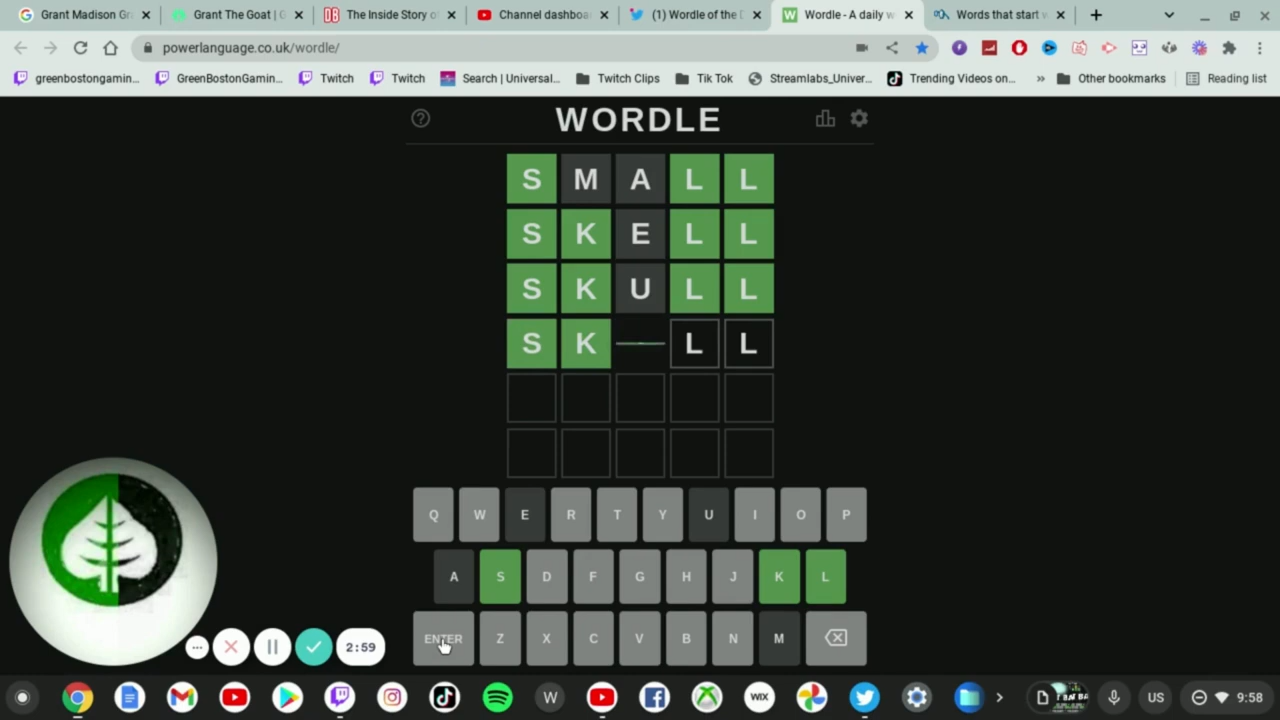 Grant Madison Gr
Grant The Goat | G
The Inside Story o
Channel dashboa
(1) Wordle of the D
Wordle - A daily w
Words that start w
powerlanguage.co.uk/wordle/
greenbostongamin...
GreenBostonGamin...
Twitch
Twitch
Search | Universal...
Twitch Clips
Tik Tok
Streamlabs_Univer...
Trending Videos on...
»
Other bookmarks
Reading list
WORDLE
S M A L L
S K E L L
S K U L L
S K L L
Q W E R T Y U I O P
A S D F G H J K L
ENTER Z X C V B N M
2:59
W
WIX
US
9:58